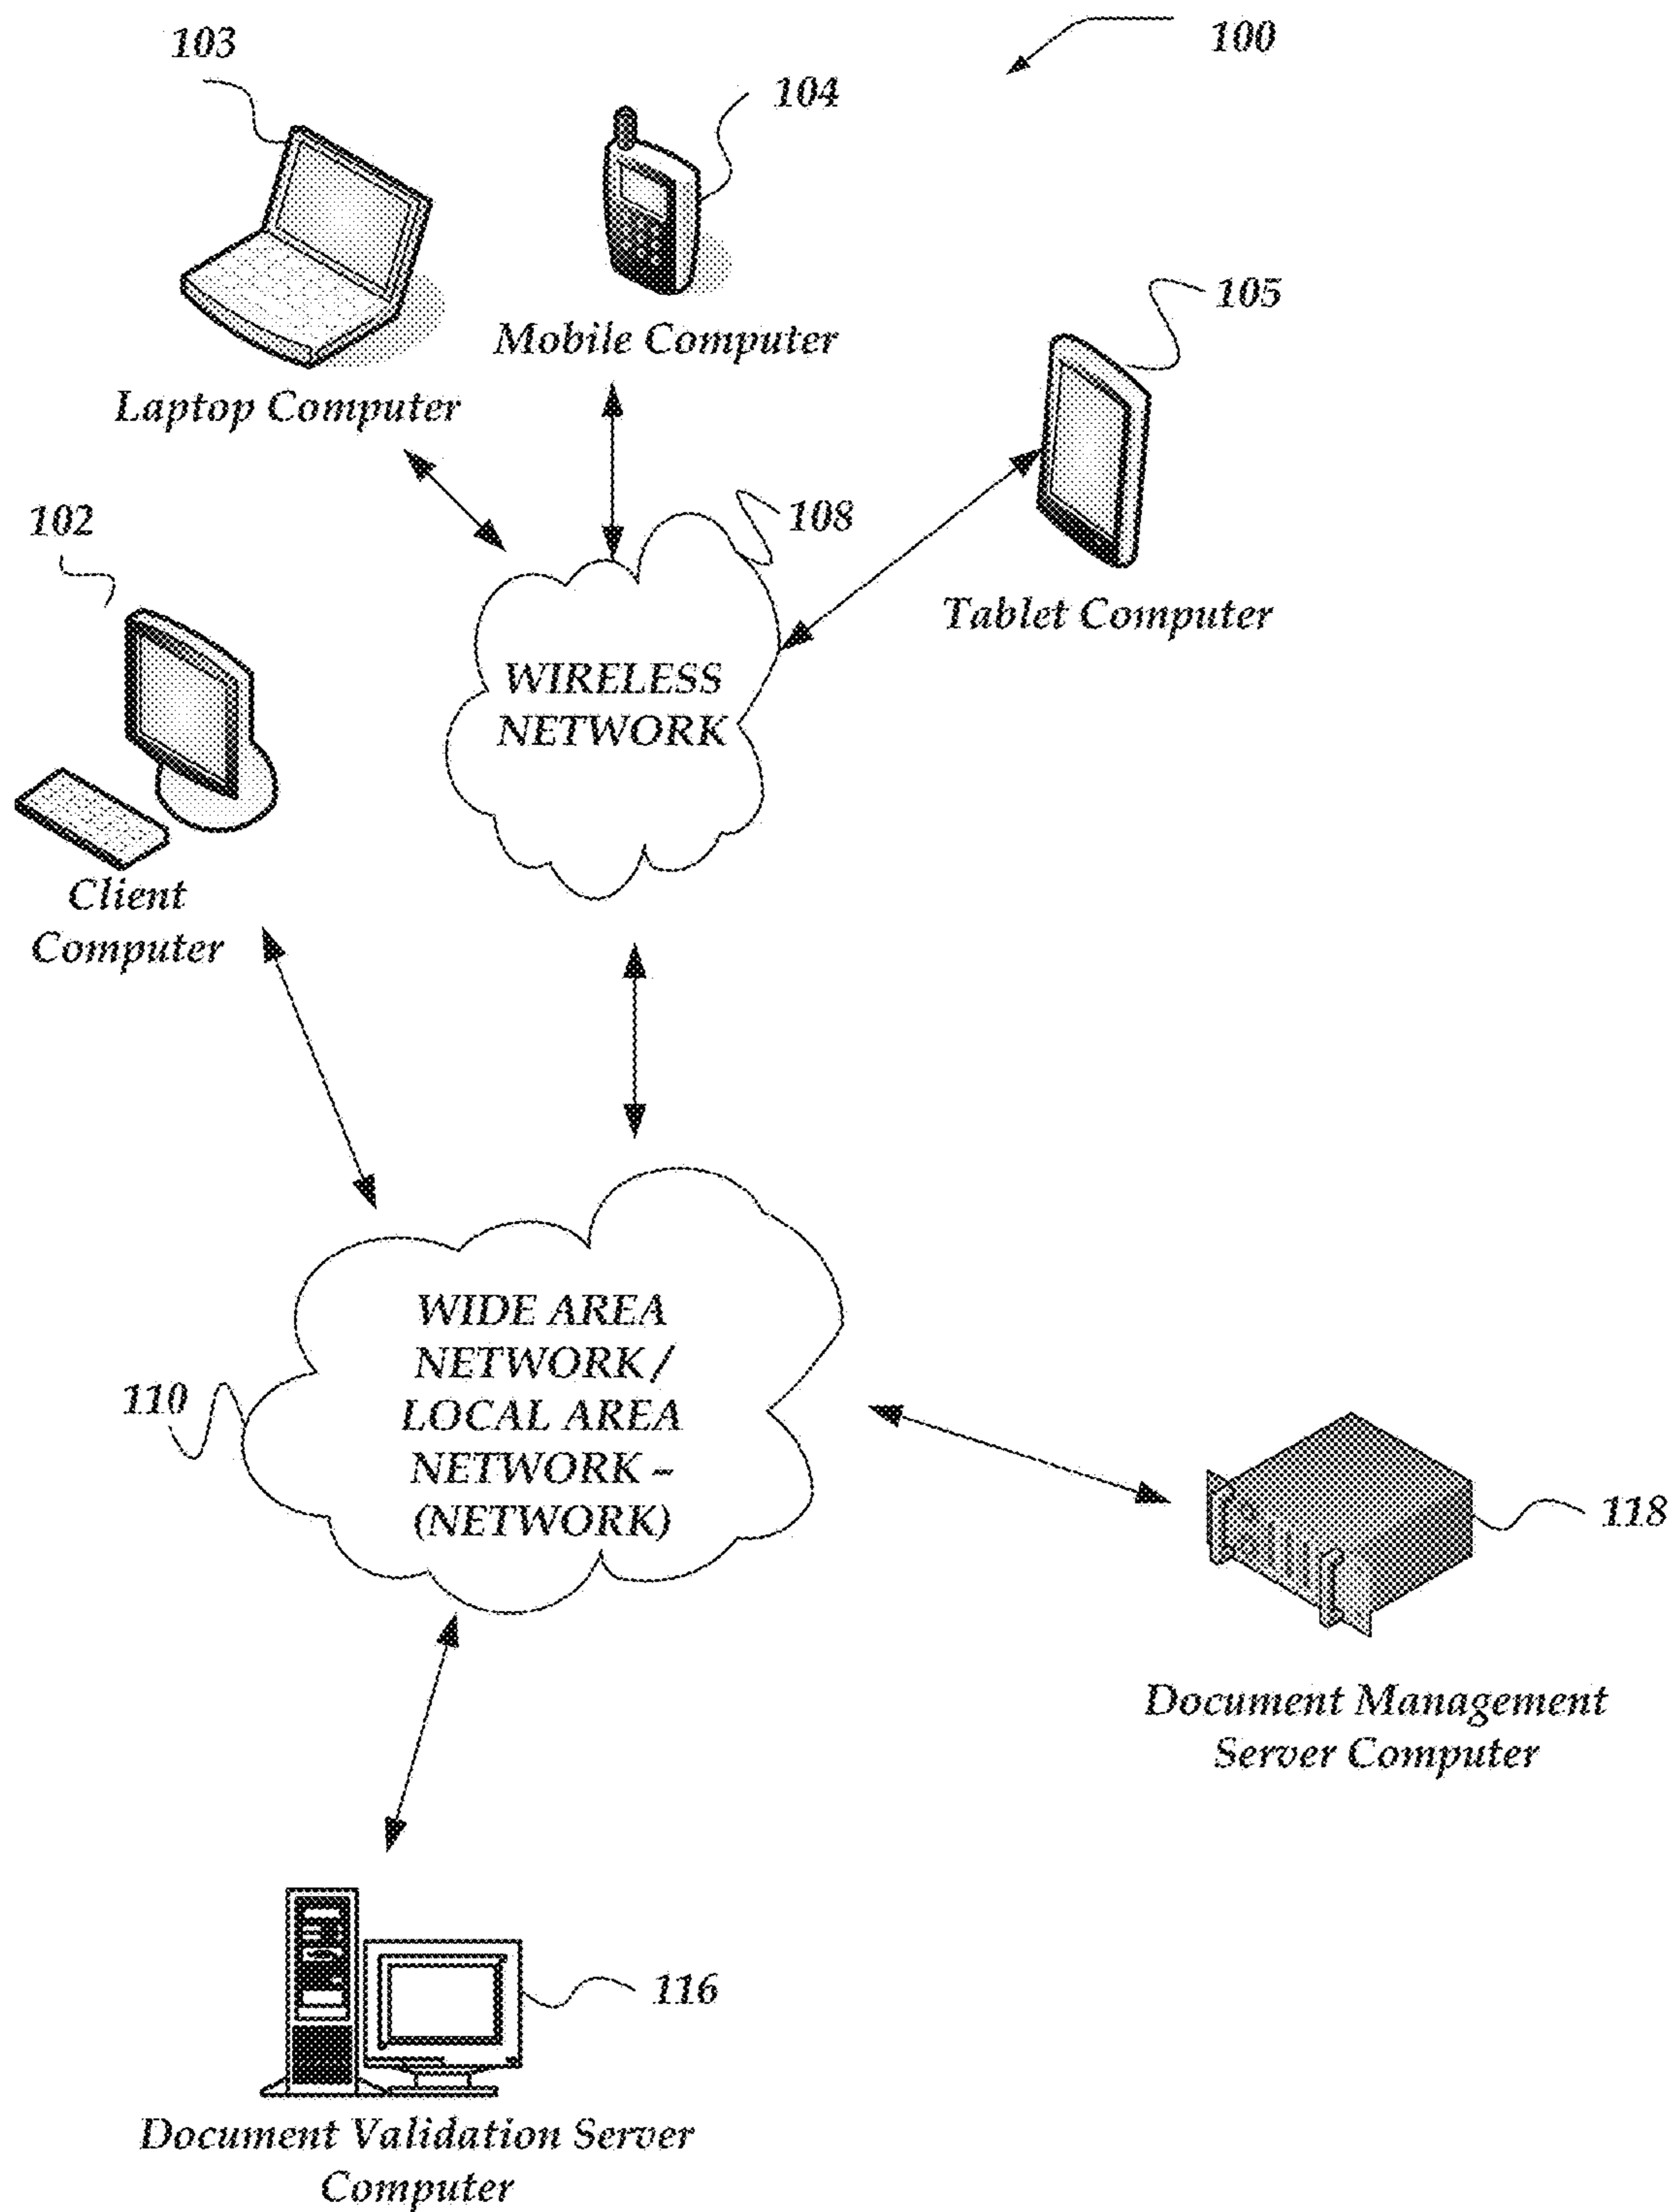 103
100
104
105
Mobile Computer
Laptop Computer
102
108
Tablet Computer
WIRELESS
NETWORK
Client
Computer
WIDE AREA
NETWORK /
LOCAL AREA
NETWORK –
(NETWORK)
110
118
Document Management
Server Computer
116
Document Validation Server
Computer